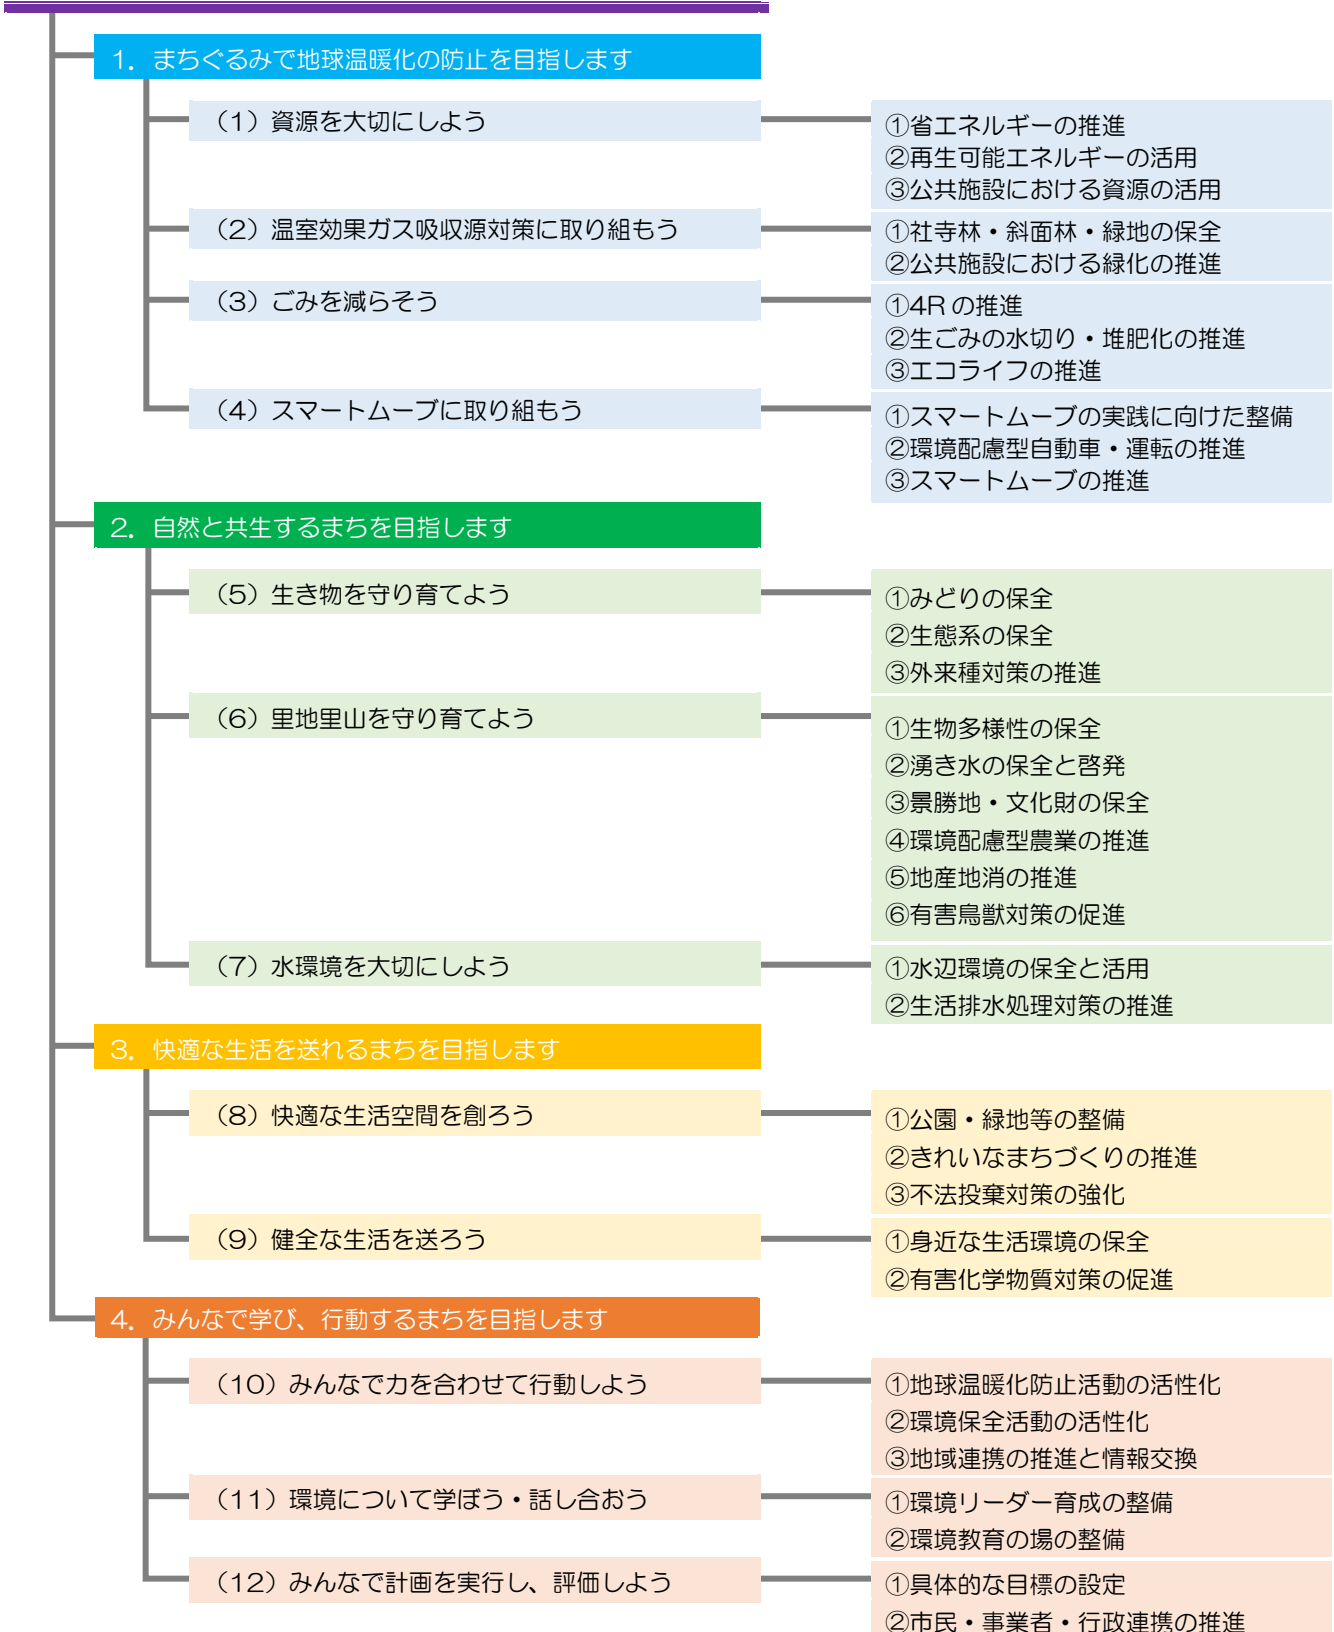 1．まちぐるみで地球温暖化の防止を目指します
（1）資源を大切にしよう
①省エネルギーの推進
②再生可能エネルギーの活用
③公共施設における資源の活用
（2）温室効果ガス吸収源対策に取り組もう
①社寺林・斜面林・緑地の保全
②公共施設における緑化の推進
（3）ごみを減らそう
①4Rの推進
②生ごみの水切り・堆肥化の推進
③エコライフの推進
（4）スマートムーブに取り組もう
①スマートムーブの実践に向けた整備
②環境配慮型自動車・運転の推進
③スマートムーブの推進
2．自然と共生するまちを目指します
（5）生き物を守り育てよう
①みどりの保全
②生態系の保全
③外来種対策の推進
（6）里地里山を守り育てよう
①生物多様性の保全
②湧き水の保全と啓発
③景勝地・文化財の保全
④環境配慮型農業の推進
⑤地産地消の推進
⑥有害鳥獣対策の促進
（7）水環境を大切にしよう
①水辺環境の保全と活用
②生活排水処理対策の推進
3．快適な生活を送れるまちを目指します
（8）快適な生活空間を創ろう
①公園・緑地等の整備
②きれいなまちづくりの推進
③不法投棄対策の強化
（9）健全な生活を送ろう
①身近な生活環境の保全
②有害化学物質対策の促進
4．みんなで学び、行動するまちを目指します
（10）みんなで力を合わせて行動しよう
①地球温暖化防止活動の活性化
②環境保全活動の活性化
③地域連携の推進と情報交換
（11）環境について学ぼう・話し合おう
①環境リーダー育成の整備
②環境教育の場の整備
（12）みんなで計画を実行し、評価しよう
①具体的な目標の設定
②市民・事業者・行政連携の推進